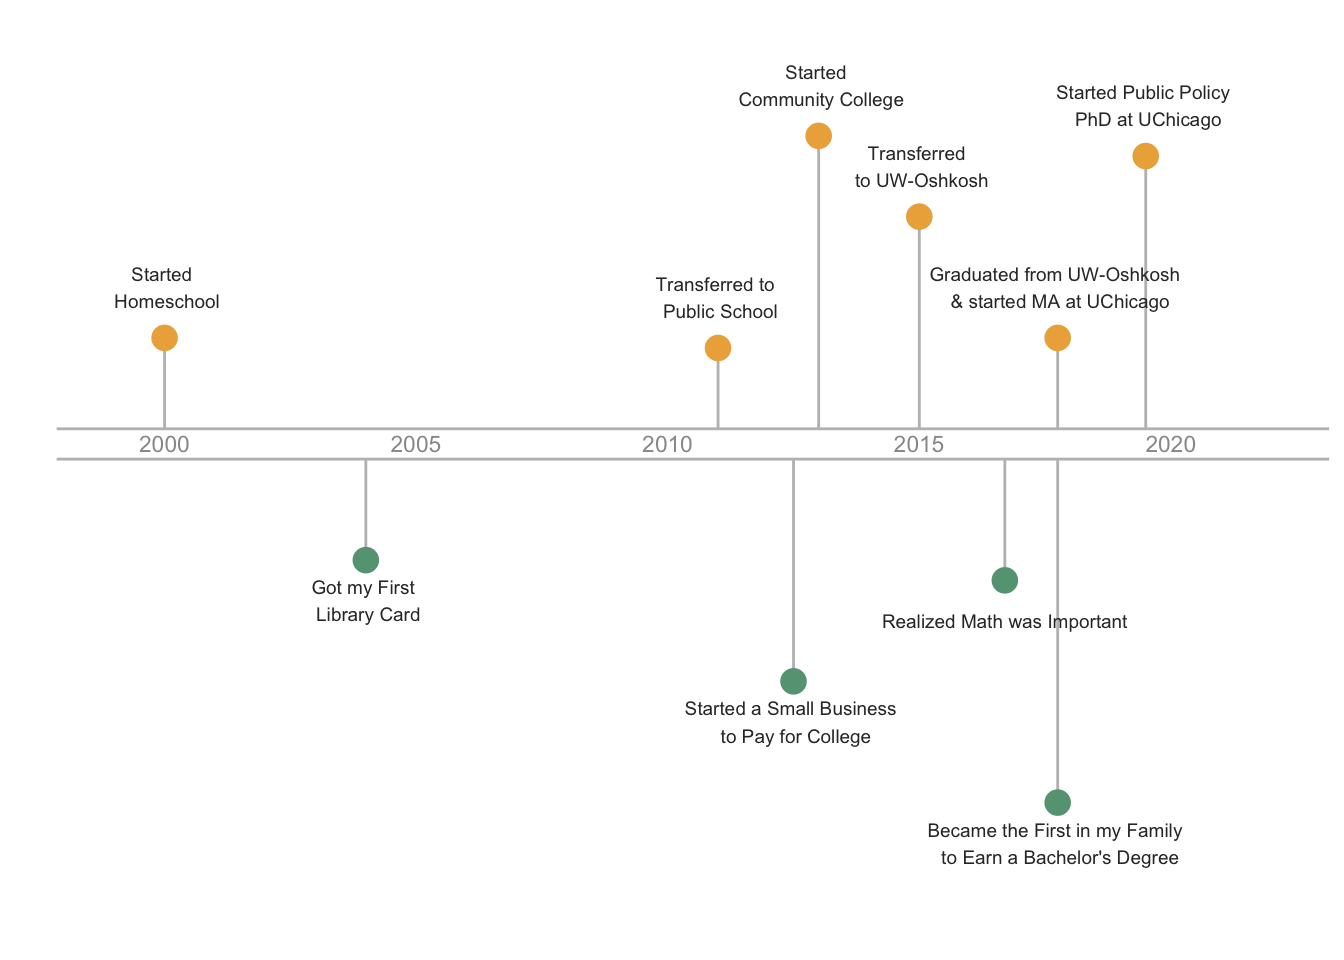 Started
Community College
Started Public Policy
PhD at UChicago
Transferred
to UW-Oshkosh
Started
Homeschool
Transferred to
Public School
Graduated from UW-Oshkosh
& started MA at UChicago
2000 2005 2010 2015 2020
Got my First
Library Card
Realized Math was Important
Started a Small Business
to Pay for College
Became the First in my Family
to Earn a Bachelor's Degree